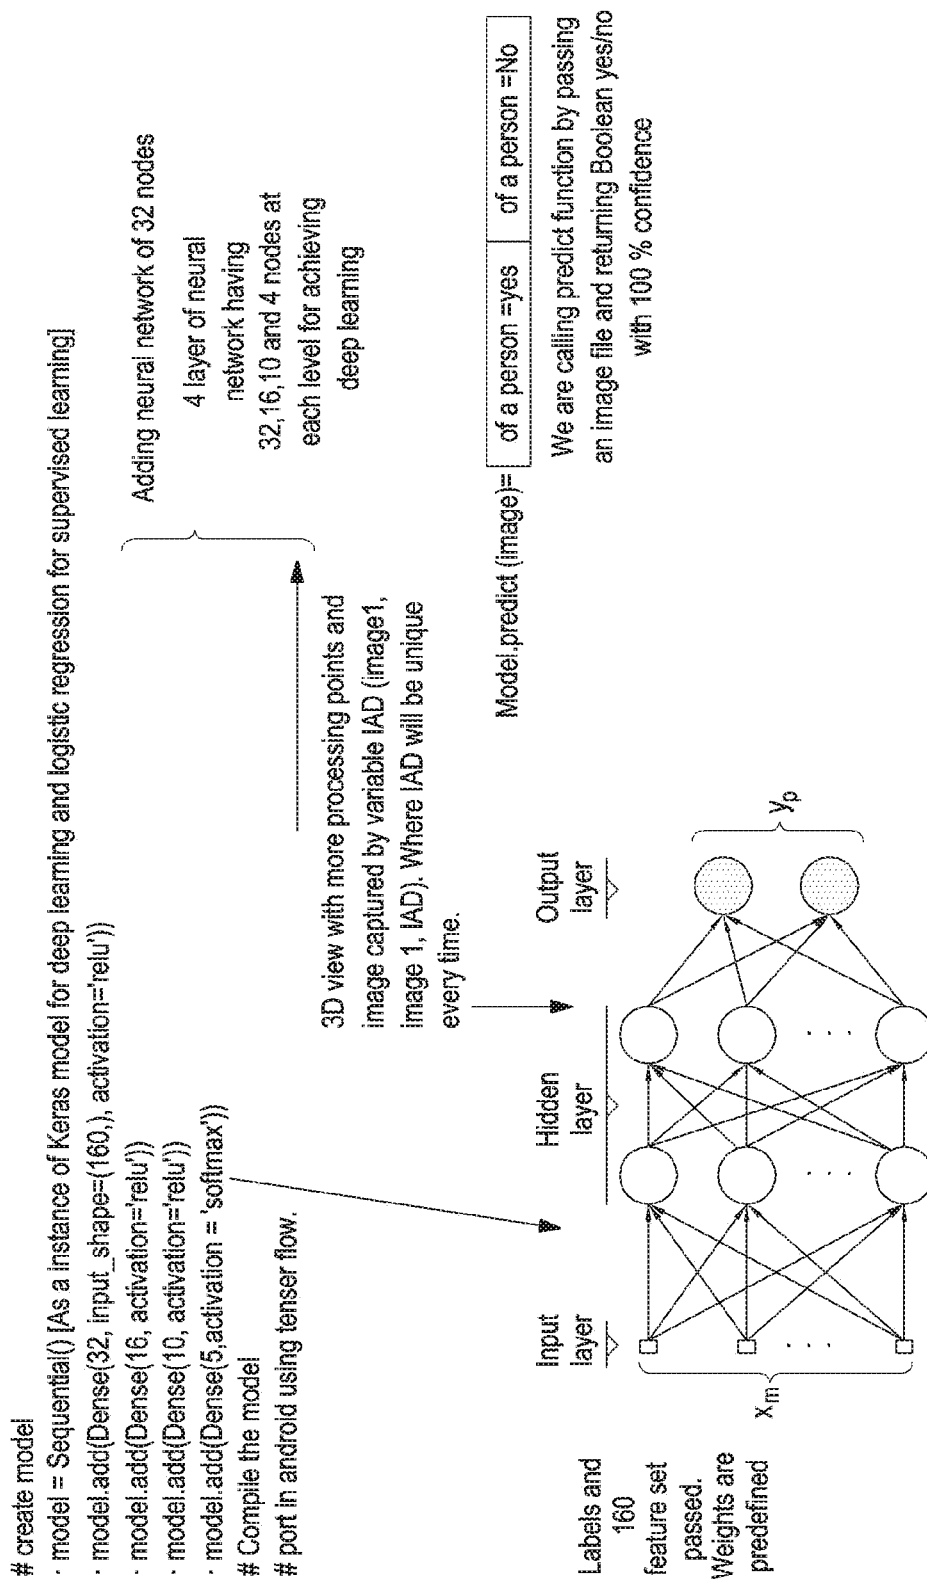 # create model
· model = Sequential() [As a instance of Keras model for deep learning and logistic regression for supervised learning]
· model.add(Dense(32, input_shape=(160,), activation='relu'))
· model.add(Dense(16, activation='relu'))
· model.add(Dense(10, activation='relu'))
· model.add(Dense(5,activation = 'softmax'))
# Compile the model
# port in android using tenser flow.
Adding neural network of 32 nodes
4 layer of neural
network having
32,16,10 and 4 nodes at
each level for achieving
deep learning
3D view with more processing points and
image captured by variable IAD (image1,
image 1, IAD). Where IAD will be unique
every time.
Model.predict (image)=
of a person =yes
of a person =No
We are calling predict function by passing
an image file and returning Boolean yes/no
with 100 % confidence
Labels and
160
feature set
passed.
Weights are
predefined
Input
layer
Hidden
layer
Output
layer
xm
yp